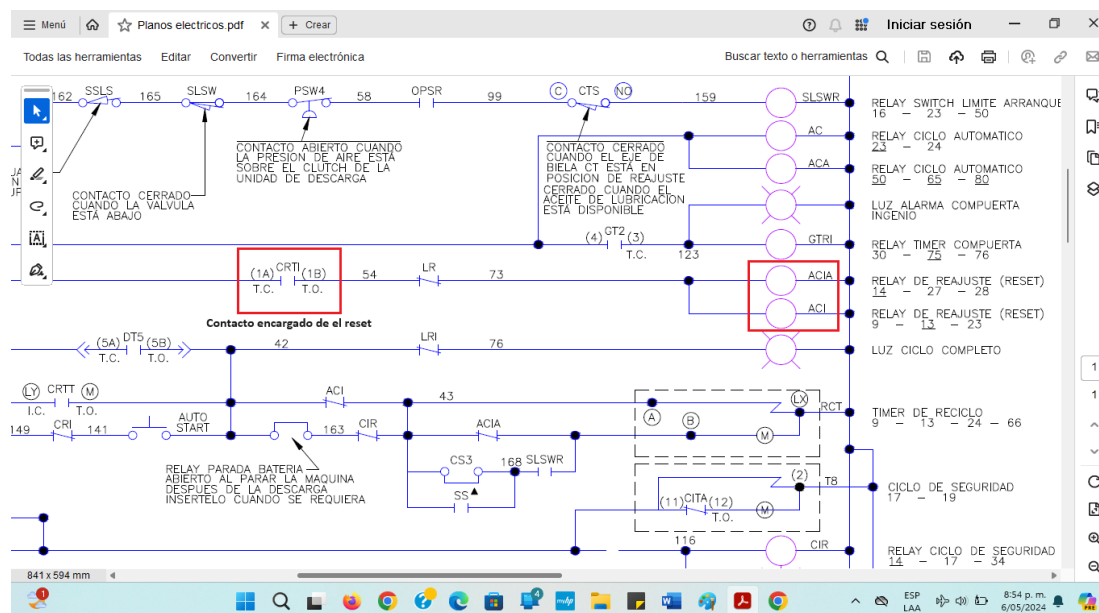 Menú
Planos electricos.pdf
+ Crear
Iniciar sesión
Todas las herramientas
Editar
Convertir
Firma electrónica
Buscar texto o herramientas
162
SSLS
165
SLSW
164
PSW4
58
OPSR
99
C
CTS
NO
159
SLSWR
RELAY SWITCH LIMITE ARRANQUE
16 – 23 – 50
AC
RELAY CICLO AUTOMATICO
23 – 24
CONTACTO ABIERTO CUANDO
LA PRESION DE AIRE ESTÁ
SOBRE EL CLUTCH DE LA
UNIDAD DE DESCARGA
CONTACTO CERRADO
CUANDO EL EJE DE
BIELA CT ESTÁ EN
POSICION DE REAJUSTE
CERRADO CUANDO EL
ACEITE DE LUBRICACION
ESTÁ DISPONIBLE
ACA
RELAY CICLO AUTOMATICO
50 – 65 – 80
CONTACTO CERRADO
CUANDO LA VALVULA
ESTÁ ABAJO
LUZ ALARMA COMPUERTA
INGENIO
(4) GT2 (3)
T.C.
123
GTRI
RELAY TIMER COMPUERTA
30 – 75 – 76
(1A) CRTI (1B)
T.C. T.O.
54
LR
73
ACIA
RELAY DE REAJUSTE (RESET)
14 – 27 – 28
Contacto encargado de el reset
ACI
RELAY DE REAJUSTE (RESET)
9 – 13 – 23
(5A) DT5 (5B)
T.C. T.O.
42
LRI
76
LUZ CICLO COMPLETO
LY CRTT M
I.C. T.O.
ACI
43
LX
RCT
A
B
M
TIMER DE RECICLO
9 – 13 – 24 – 66
149
CRI
141
AUTO
START
163
CIR
ACIA
CS3
168
SLSWR
SS
RELAY PARADA BATERIA
ABIERTO AL PARAR LA MAQUINA
DESPUES DE LA DESCARGA
INSERTELO CUANDO SE REQUIERA
(2)
T8
CICLO DE SEGURIDAD
17 – 19
(11) CITA (12)
T.O.
M
116
CIR
RELAY CICLO DE SEGURIDAD
14 – 17 – 34
1
1
841 x 594 mm
1
4
ESP
LAA
8:54 p. m.
6/05/2024
PRE